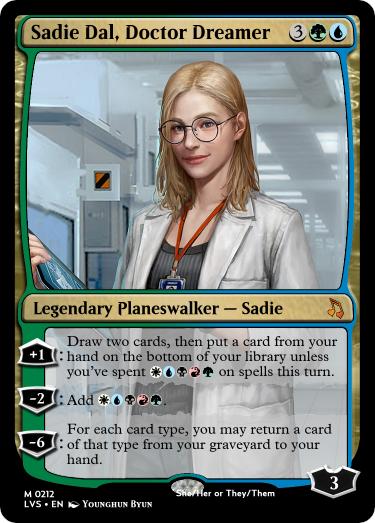 Sadie Dal, Doctor Dreamer 3
Legendary Planeswalker — Sadie
+1: Draw two cards, then put a card from your
hand on the bottom of your library unless
you've spent on spells this turn.
-2: Add .
-6: For each card type, you may return a card
of that type from your graveyard to your
hand.
3
M 0212
LVS • EN Younghun Byun
She/Her or They/Them